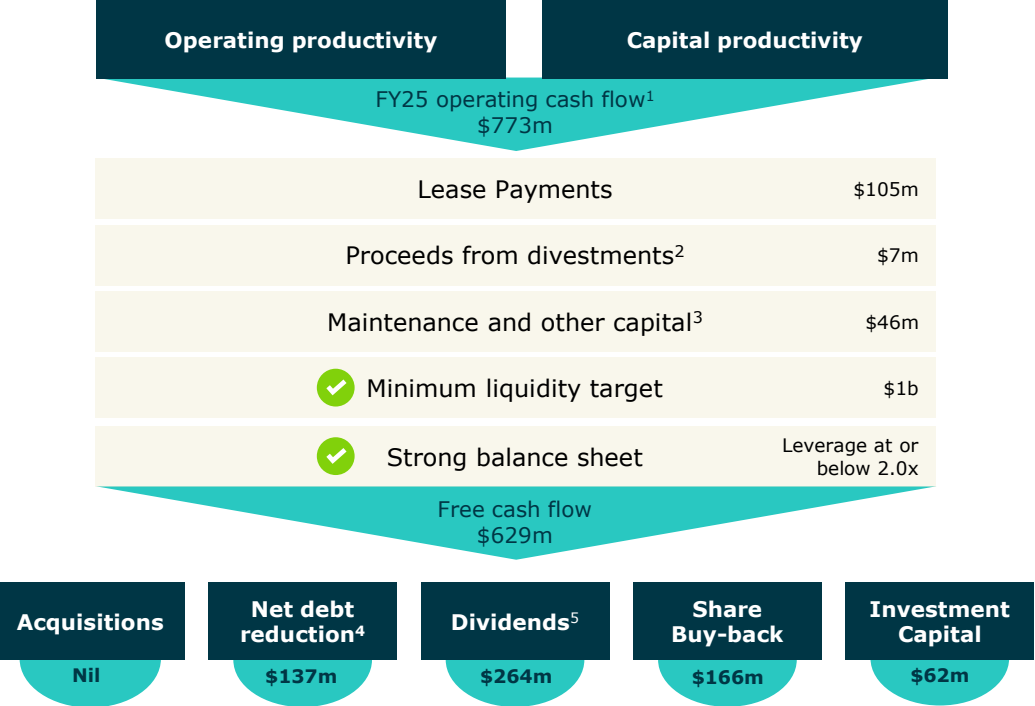 Operating productivity
Capital productivity
FY25 operating cash flow¹
$773m
Lease Payments $105m
Proceeds from divestments² $7m
Maintenance and other capital³ $46m
Minimum liquidity target $1b
Strong balance sheet
Leverage at or
below 2.0x
Free cash flow
$629m
Acquisitions
Nil
Net debt
reduction⁴
$137m
Dividends⁵
$264m
Share
Buy-back
$166m
Investment
Capital
$62m